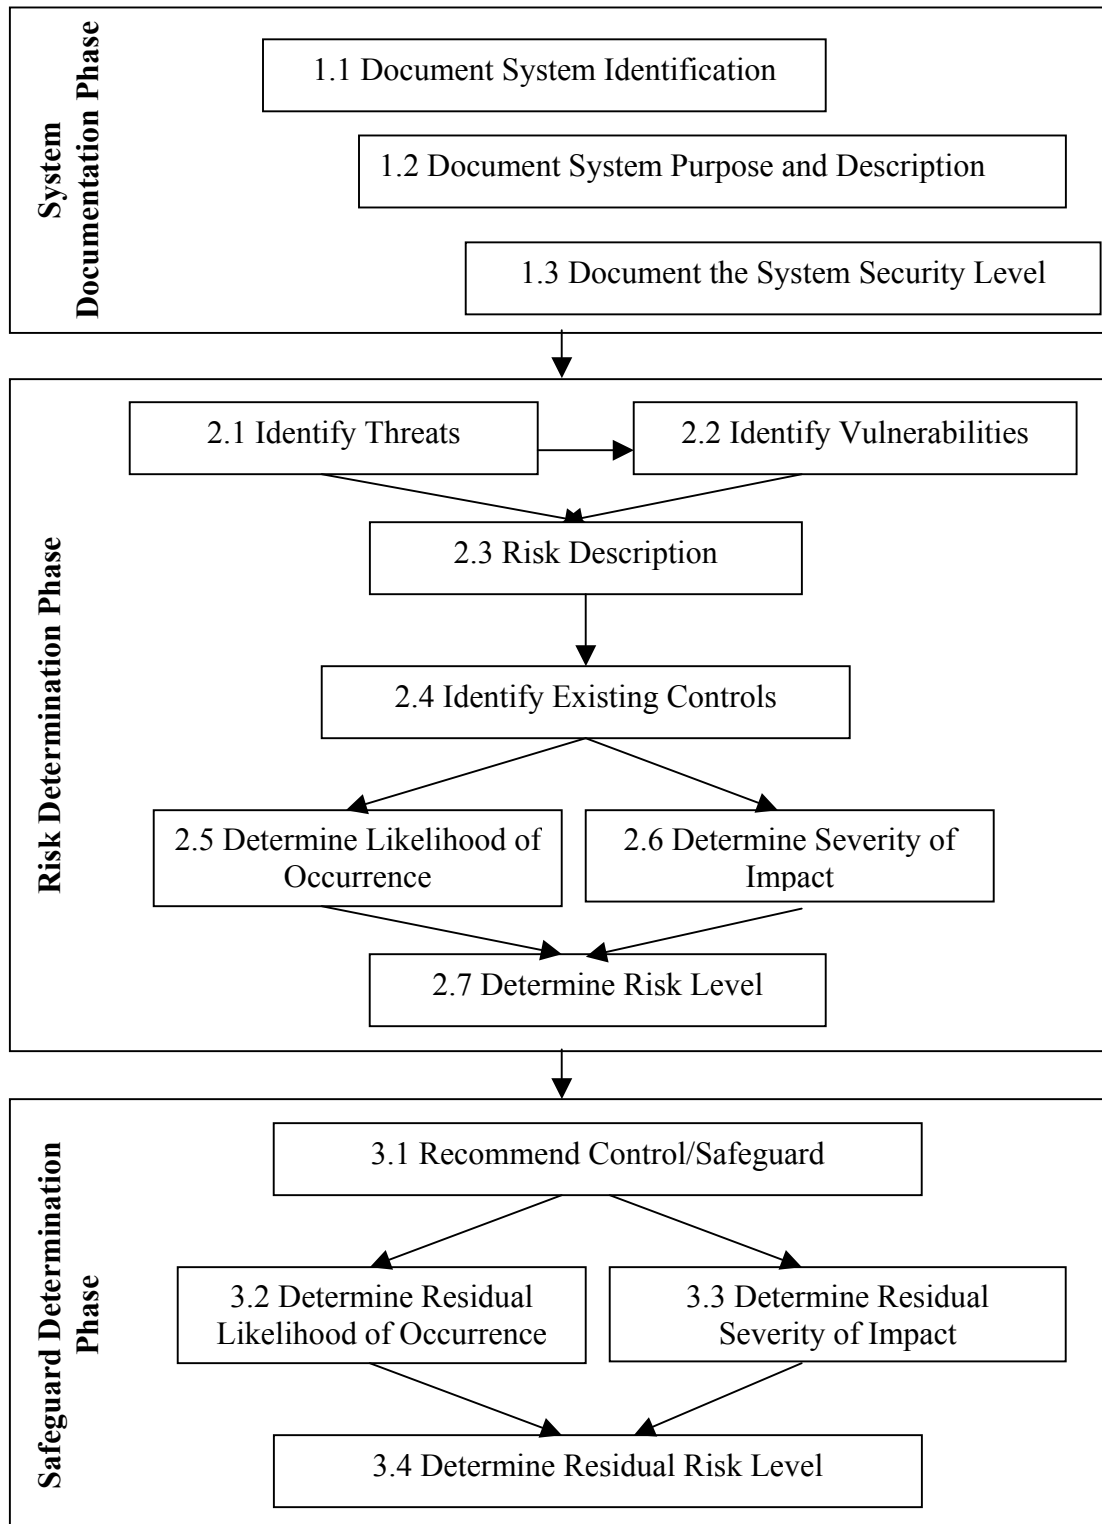 System
Documentation Phase
1.1 Document System Identification
1.2 Document System Purpose and Description
1.3 Document the System Security Level
Risk Determination Phase
2.1 Identify Threats
2.2 Identify Vulnerabilities
2.3 Risk Description
2.4 Identify Existing Controls
2.5 Determine Likelihood of
Occurrence
2.6 Determine Severity of
Impact
2.7 Determine Risk Level
Safeguard Determination
Phase
3.1 Recommend Control/Safeguard
3.2 Determine Residual
Likelihood of Occurrence
3.3 Determine Residual
Severity of Impact
3.4 Determine Residual Risk Level